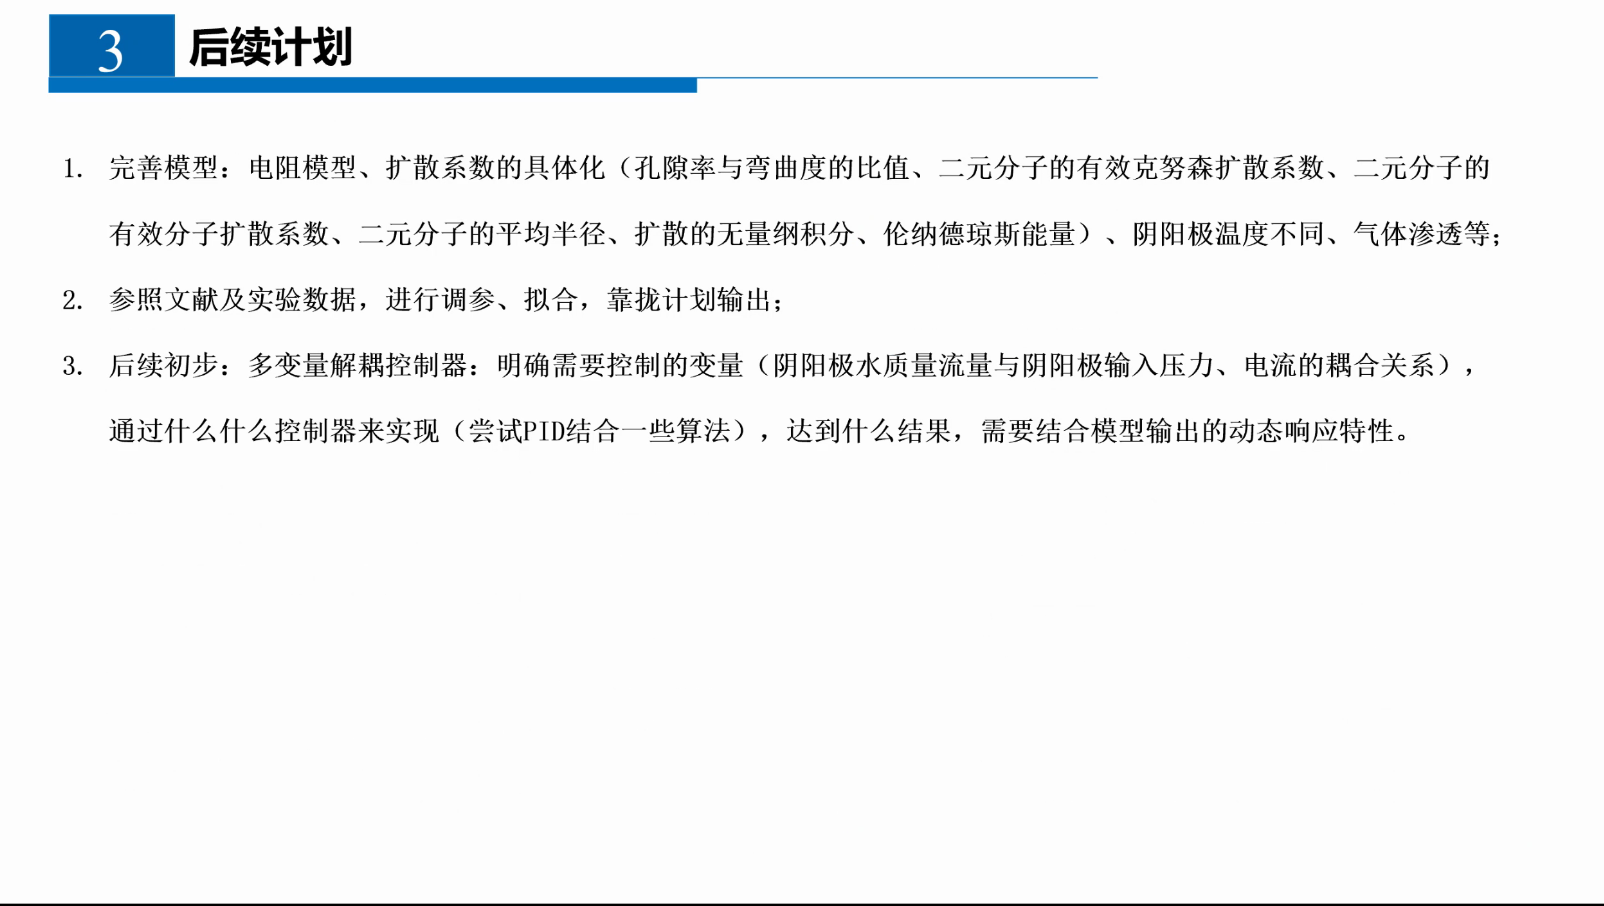 3 后续计划
1. 完善模型：电阻模型、扩散系数的具体化（孔隙率与弯曲度的比值、二元分子的有效克努森扩散系数、二元分子的
有效分子扩散系数、二元分子的平均半径、扩散的无量纲积分、伦纳德琼斯能量）、阴阳极温度不同、气体渗透等；
2. 参照文献及实验数据，进行调参、拟合，靠拢计划输出；
3. 后续初步：多变量解耦控制器：明确需要控制的变量（阴阳极水质量流量与阴阳极输入压力、电流的耦合关系），
通过什么什么控制器来实现（尝试PID结合一些算法），达到什么结果，需要结合模型输出的动态响应特性。